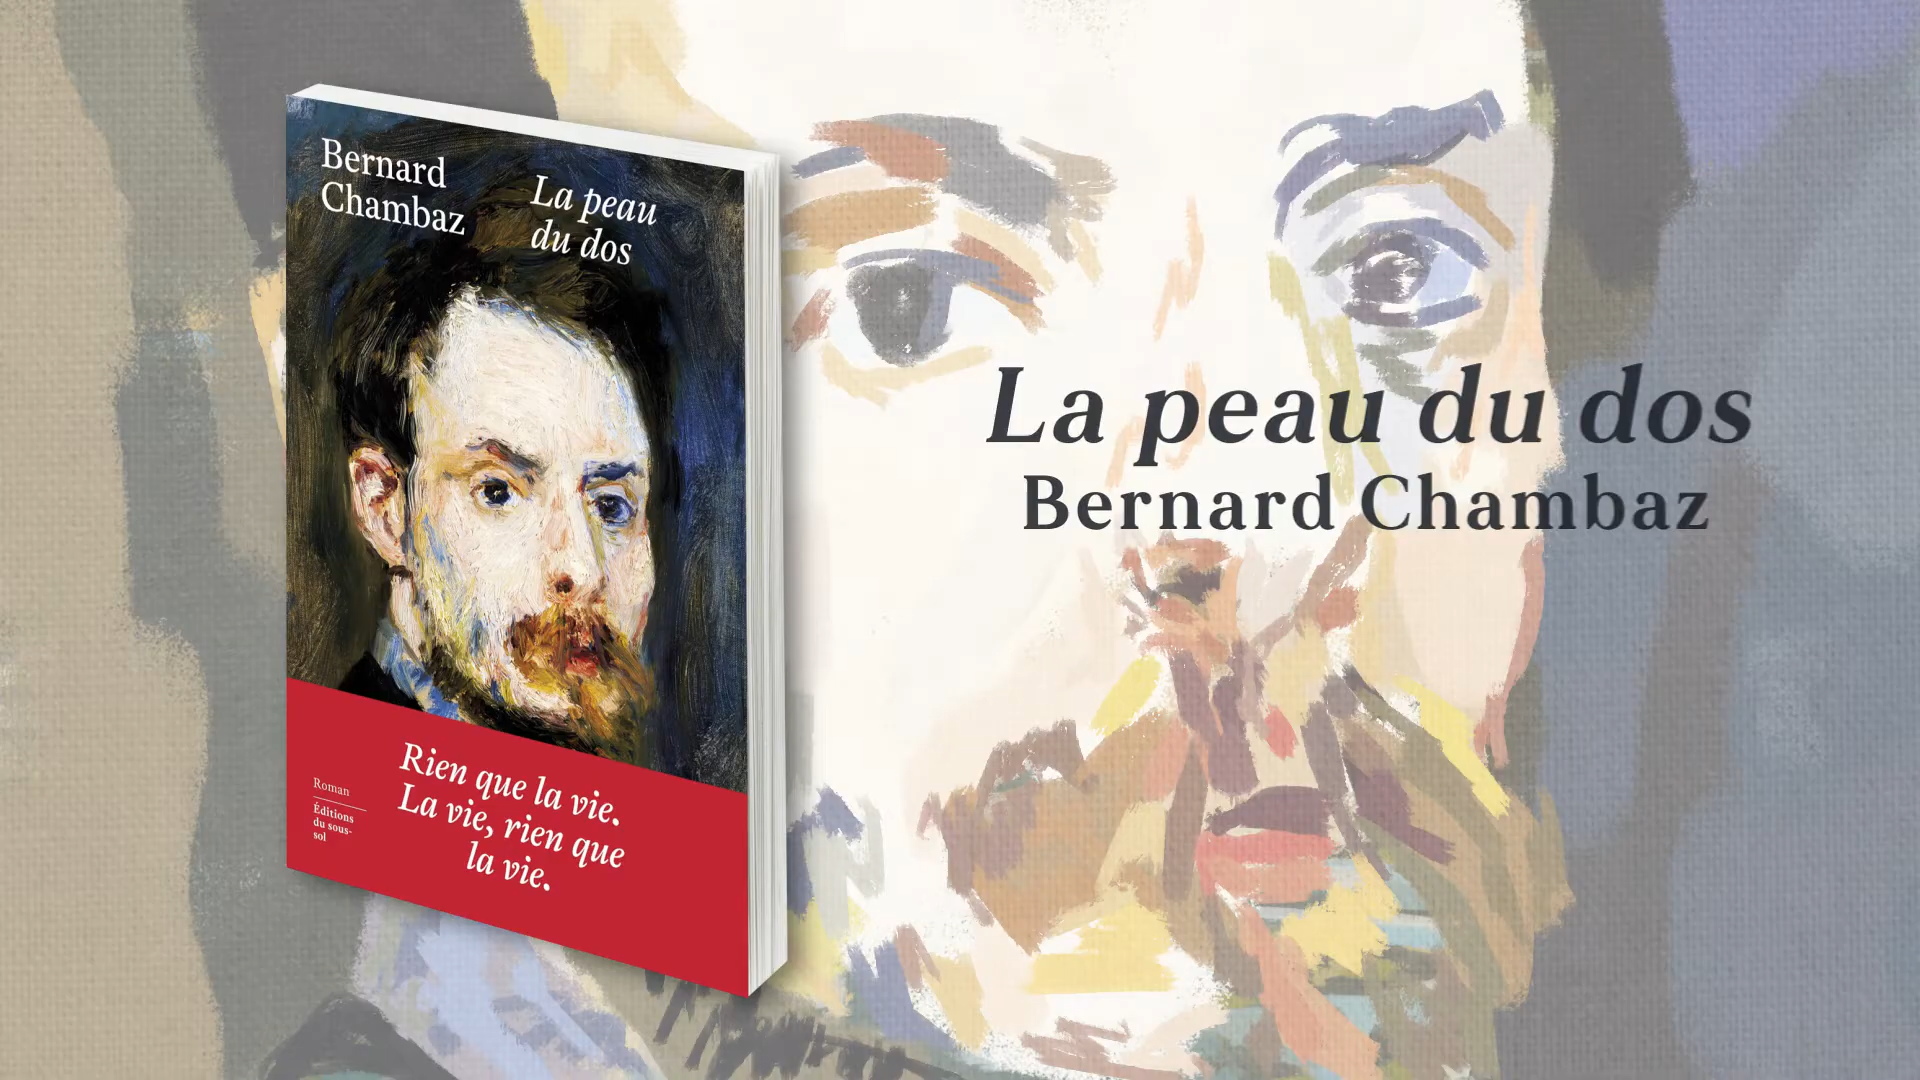 Bernard
Chambaz
La peau
du dos
Rien que la vie.
La vie, rien que
la vie.
Roman
Éditions
du sous-
sol
La peau du dos
Bernard Chambaz